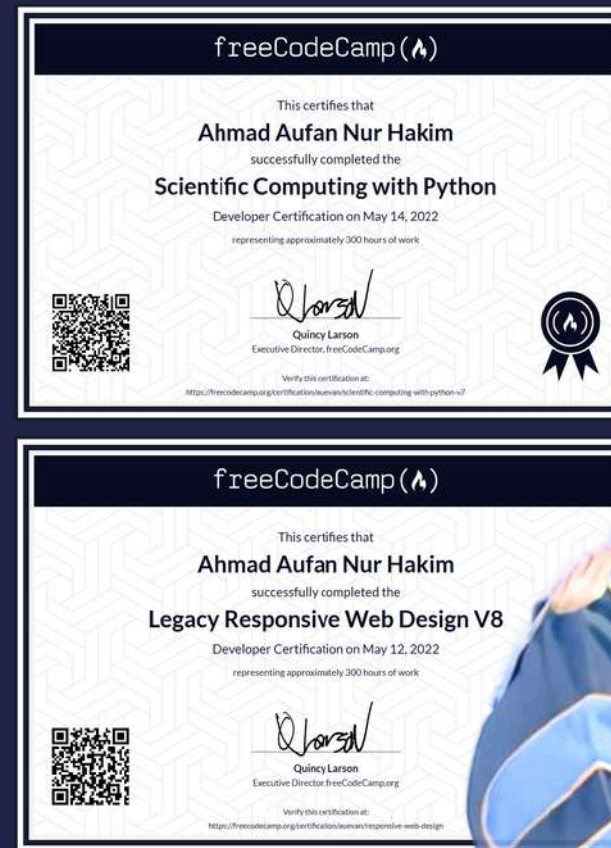 freeCodeCamp(🔥)
This certifies that
Ahmad Aufan Nur Hakim
successfully completed the
Scientific Computing with Python
Developer Certification on May 14, 2022
representing approximately 300 hours of work
Quincy Larson
Executive Director, freeCodeCamp.org
Verify this certification at:
https://freecodecamp.org/certification/auevan/scientific-computing-with-python-v7
freeCodeCamp(🔥)
This certifies that
Ahmad Aufan Nur Hakim
successfully completed the
Legacy Responsive Web Design V8
Developer Certification on May 12, 2022
representing approximately 300 hours of work
Quincy Larson
Executive Director, freeCodeCamp.org
Verify this certification at:
https://freecodecamp.org/certification/auevan/responsive-web-design